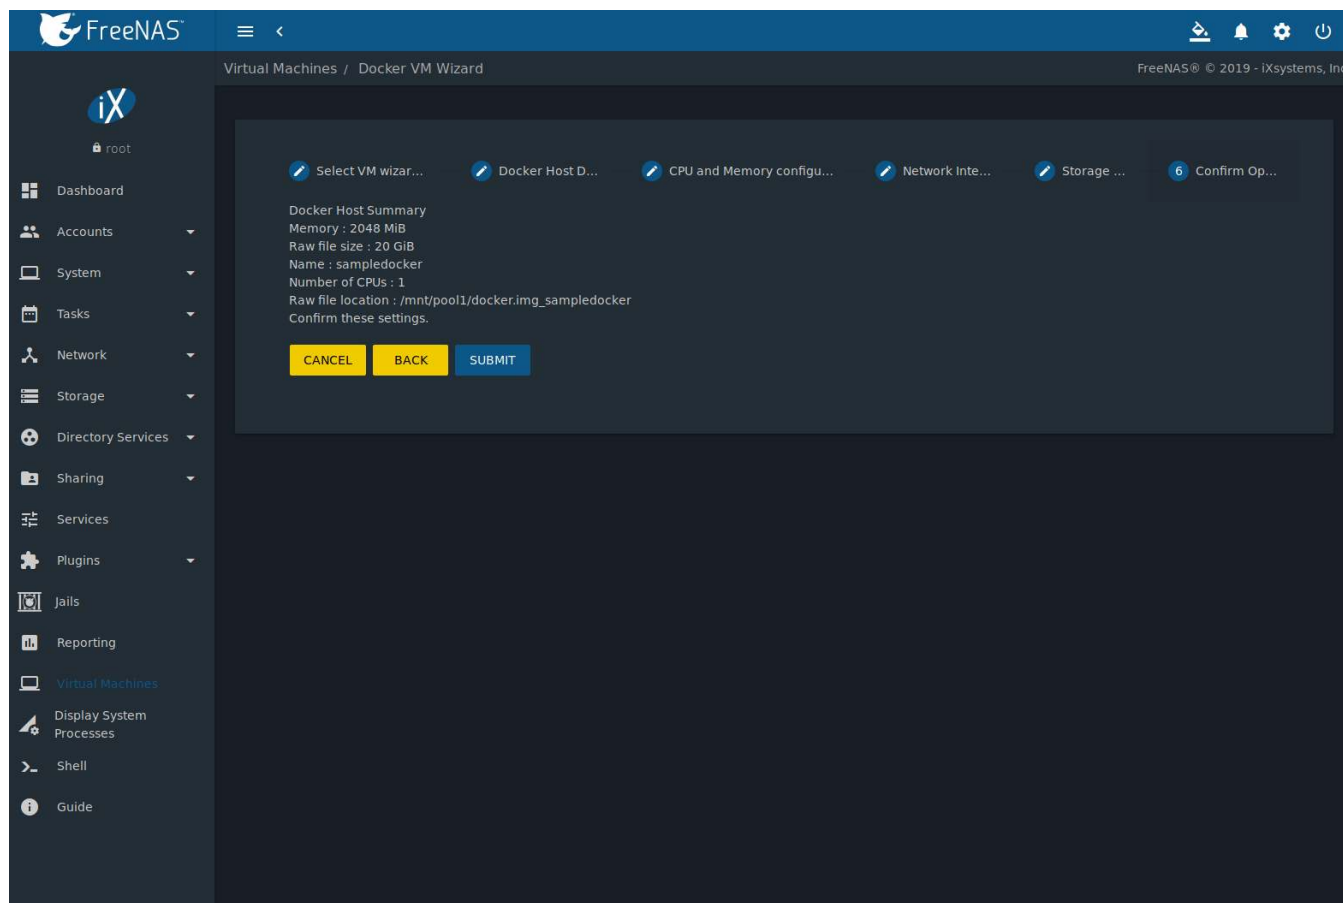 FreeNAS
Virtual Machines / Docker VM Wizard
FreeNAS® © 2019 - iXsystems, Inc
iX
root
Dashboard
Accounts
System
Tasks
Network
Storage
Directory Services
Sharing
Services
Plugins
Jails
Reporting
Virtual Machines
Display System
Processes
Shell
Guide
Select VM wizar...
Docker Host D...
CPU and Memory configu...
Network Inte...
Storage ...
6 Confirm Op...
Docker Host Summary
Memory : 2048 MiB
Raw file size : 20 GiB
Name : sampledocker
Number of CPUs : 1
Raw file location : /mnt/pool1/docker.img_sampledocker
Confirm these settings.
CANCEL
BACK
SUBMIT